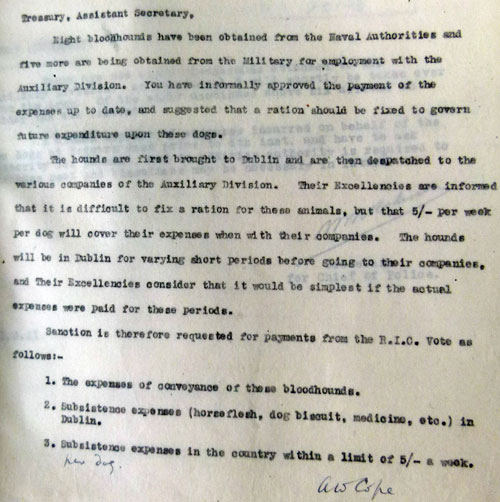 Treasury, Assistant Secretary,
Eight bloodhounds have been obtained from the Naval Authorities and
five more are being obtained from the Military for employment with the
Auxiliary Division. You have informally approved the payment of the
expenses up to date, and suggested that a ration should be fixed to govern
future expenditure upon these dogs.
The hounds are first brought to Dublin and are then despatched to the
various companies of the Auxiliary Division. Their Excellencies are informed
that it is difficult to fix a ration for these animals, but that 5/- per week
per dog will cover their expenses when with their companies. The hounds
will be in Dublin for varying short periods before going to their companies,
and Their Excellencies consider that it would be simplest if the actual
expenses were paid for these periods.
for Chief of Police.
Sanction is therefore requested for payments from the R.I.C. Vote as
follows:-
1. The expenses of conveyance of these bloodhounds.
2. Subsistence expenses (horseflesh, dog biscuit, medicine, etc.) in
Dublin.
3. Subsistence expenses in the country within a limit of 5/- a week.
per dog.
AW Cope